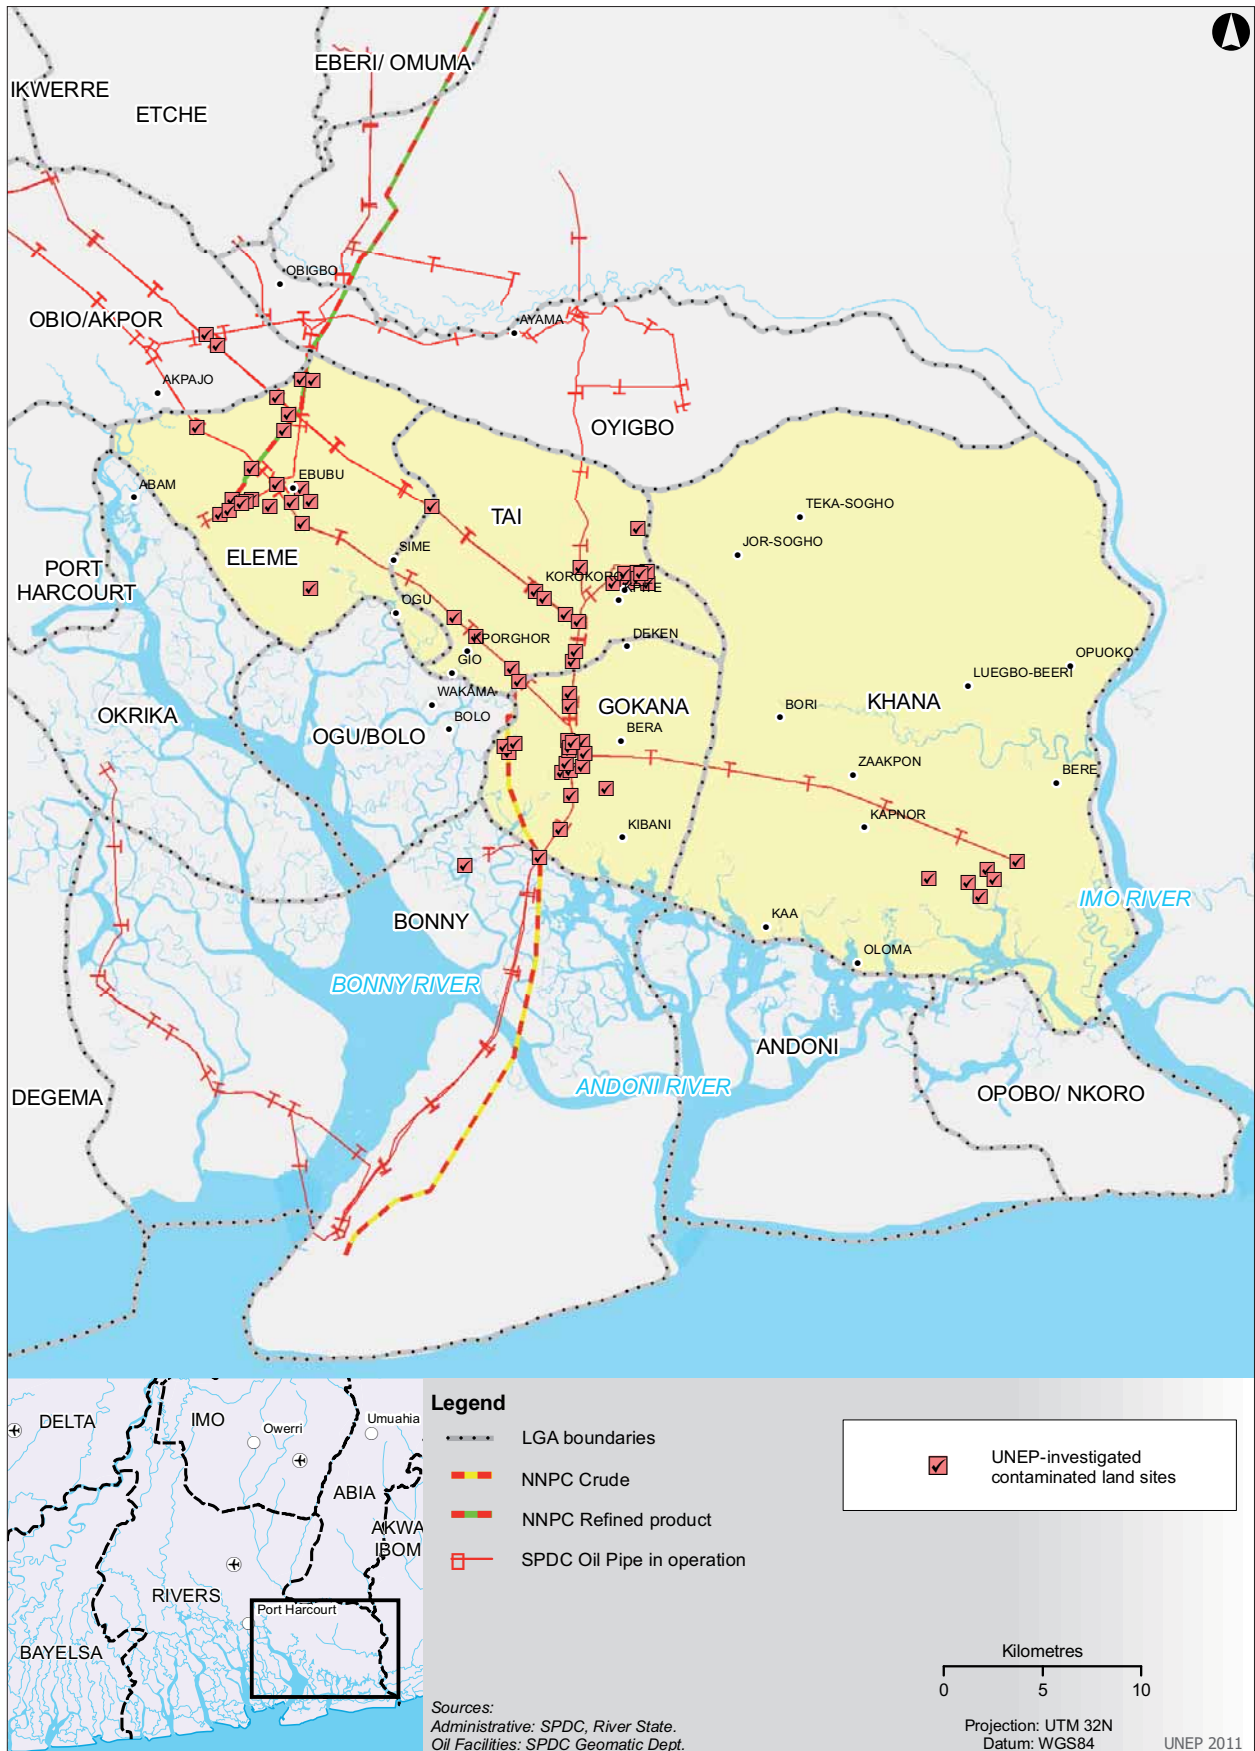 EBERI/ OMUMA
IKWERRE
ETCHE
OBIGBO
OBIO/AKPOR
AYAMA
AKPAJO
OYIGBO
EBUBU
ABAM
TEKA-SOGHO
TAI
JOR-SOGHO
ELEME
SIME
PORT
HARCOURT
KOROKORO
KPITE
OGU
DEKEN
KPORGHOR
GIO
OPUOKO
LUEGBO-BEERI
WAKAMA
KHANA
GOKANA
BORI
OKRIKA
BOLO
OGU/BOLO
BERA
ZAAKPON
BERE
KAPNOR
KIBANI
IMO RIVER
BONNY
KAA
OLOMA
BONNY RIVER
ANDONI
ANDONI RIVER
OPOBO/ NKORO
DEGEMA
DELTA
IMO
Owerri
Umuahia
ABIA
AKWA
IBOM
RIVERS
Port Harcourt
BAYELSA
Legend
LGA boundaries
NNPC Crude
NNPC Refined product
SPDC Oil Pipe in operation
UNEP-investigated
contaminated land sites
Kilometres
0 5 10
Sources:
Administrative: SPDC, River State.
Oil Facilities: SPDC Geomatic Dept.
Projection: UTM 32N
Datum: WGS84
UNEP 2011